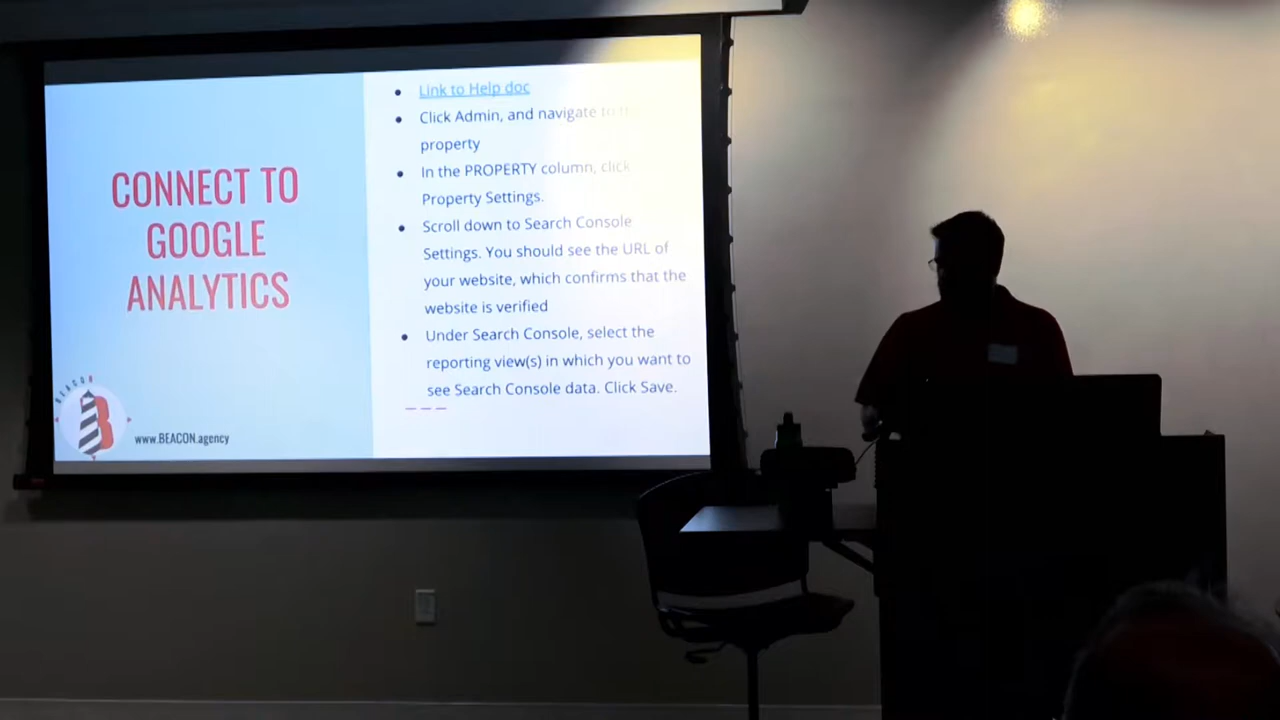 CONNECT TO
GOOGLE
ANALYTICS
BEACON
www.BEACON.agency
Link to Help doc
Click Admin, and navigate to
property
In the PROPERTY column, click
Property Settings.
Scroll down to Search Console
Settings. You should see the URL of
your website, which confirms that the
website is verified
Under Search Console, select the
reporting view(s) in which you want to
see Search Console data. Click Save.